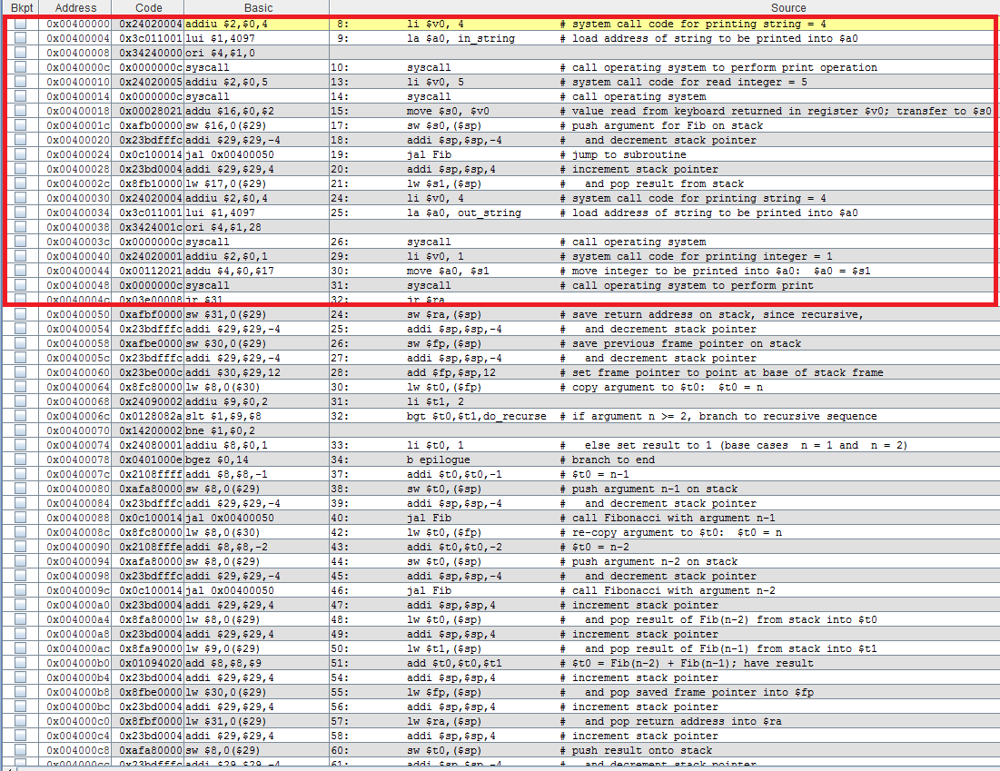 Bkpt Address Code Basic Source
0x00400000 0x24020004 addiu $2,$0,4 8: li $v0, 4 # system call code for printing string = 4
0x00400004 0x3c011001 lui $1,4097 9: la $a0, in_string # load address of string to be printed into $a0
0x00400008 0x34240000 ori $4,$1,0
0x0040000c 0x0000000c syscall 10: syscall # call operating system to perform print operation
0x00400010 0x24020005 addiu $2,$0,5 13: li $v0, 5 # system call code for read integer = 5
0x00400014 0x0000000c syscall 14: syscall # call operating system
0x00400018 0x00028021 addu $16,$0,$2 15: move $s0, $v0 # value read from keyboard returned in register $v0; transfer to $s0
0x0040001c 0xafb00000 sw $16,0($29) 17: sw $s0,($sp) # push argument for Fib on stack
0x00400020 0x23bdfffc addi $29,$29,-4 18: addi $sp,$sp,-4 # and decrement stack pointer
0x00400024 0x0c100014 jal 0x00400050 19: jal Fib # jump to subroutine
0x00400028 0x23bd0004 addi $29,$29,4 20: addi $sp,$sp,4 # increment stack pointer
0x0040002c 0x8fb10000 lw $17,0($29) 21: lw $s1,($sp) # and pop result from stack
0x00400030 0x24020004 addiu $2,$0,4 24: li $v0, 4 # system call code for printing string = 4
0x00400034 0x3c011001 lui $1,4097 25: la $a0, out_string # load address of string to be printed into $a0
0x00400038 0x3424001c ori $4,$1,28
0x0040003c 0x0000000c syscall 26: syscall # call operating system
0x00400040 0x24020001 addiu $2,$0,1 29: li $v0, 1 # system call code for printing integer = 1
0x00400044 0x00112021 addu $4,$0,$17 30: move $a0, $s1 # move integer to be printed into $a0: $a0 = $s1
0x00400048 0x0000000c syscall 31: syscall # call operating system to perform print
0x0040004c 0x03e00008 jr $31 32: jr $ra
0x00400050 0xafbf0000 sw $31,0($29) 24: sw $ra,($sp) # save return address on stack, since recursive,
0x00400054 0x23bdfffc addi $29,$29,-4 25: addi $sp,$sp,-4 # and decrement stack pointer
0x00400058 0xafbe0000 sw $30,0($29) 26: sw $fp,($sp) # save previous frame pointer on stack
0x0040005c 0x23bdfffc addi $29,$29,-4 27: addi $sp,$sp,-4 # and decrement stack pointer
0x00400060 0x23be000c addi $30,$29,12 28: add $fp,$sp,12 # set frame pointer to point at base of stack frame
0x00400064 0x8fc80000 lw $8,0($30) 30: lw $t0,($fp) # copy argument to $t0: $t0 = n
0x00400068 0x24090002 addiu $9,$0,2 31: li $t1, 2
0x0040006c 0x0128082a slt $1,$9,$8 32: bgt $t0,$t1,do_recurse # if argument n >= 2, branch to recursive sequence
0x00400070 0x14200002 bne $1,$0,2
0x00400074 0x24080001 addiu $8,$0,1 33: li $t0, 1 # else set result to 1 (base cases n = 1 and n = 2)
0x00400078 0x0401000e bgez $0,14 34: b epilogue # branch to end
0x0040007c 0x2108ffff addi $8,$8,-1 37: addi $t0,$t0,-1 # $t0 = n-1
0x00400080 0xafa80000 sw $8,0($29) 38: sw $t0,($sp) # push argument n-1 on stack
0x00400084 0x23bdfffc addi $29,$29,-4 39: addi $sp,$sp,-4 # and decrement stack pointer
0x00400088 0x0c100014 jal 0x00400050 40: jal Fib # call Fibonacci with argument n-1
0x0040008c 0x8fc80000 lw $8,0($30) 42: lw $t0,($fp) # re-copy argument to $t0: $t0 = n
0x00400090 0x2108fffe addi $8,$8,-2 43: addi $t0,$t0,-2 # $t0 = n-2
0x00400094 0xafa80000 sw $8,0($29) 44: sw $t0,($sp) # push argument n-2 on stack
0x00400098 0x23bdfffc addi $29,$29,-4 45: addi $sp,$sp,-4 # and decrement stack pointer
0x0040009c 0x0c100014 jal 0x00400050 46: jal Fib # call Fibonacci with argument n-2
0x004000a0 0x23bd0004 addi $29,$29,4 47: addi $sp,$sp,4 # increment stack pointer
0x004000a4 0x8fa80000 lw $8,0($29) 48: lw $t0,($sp) # and pop result of Fib(n-2) from stack into $t0
0x004000a8 0x23bd0004 addi $29,$29,4 49: addi $sp,$sp,4 # increment stack pointer
0x004000ac 0x8fa90000 lw $9,0($29) 50: lw $t1,($sp) # and pop result of Fib(n-1) from stack into $t1
0x004000b0 0x01094020 add $8,$8,$9 51: add $t0,$t0,$t1 # $t0 = Fib(n-2) + Fib(n-1); have result
0x004000b4 0x23bd0004 addi $29,$29,4 54: addi $sp,$sp,4 # increment stack pointer
0x004000b8 0x8fbe0000 lw $30,0($29) 55: lw $fp,($sp) # and pop saved frame pointer into $fp
0x004000bc 0x23bd0004 addi $29,$29,4 56: addi $sp,$sp,4 # increment stack pointer
0x004000c0 0x8fbf0000 lw $31,0($29) 57: lw $ra,($sp) # and pop return address into $ra
0x004000c4 0x23bd0004 addi $29,$29,4 58: addi $sp,$sp,4 # increment stack pointer
0x004000c8 0xafa80000 sw $8,0($29) 60: sw $t0,($sp) # push result onto stack
0x004000cc 0x23bdfffc addi $29,$29,-4 61: addi $sp,$sp,-4 # and decrement stack pointer